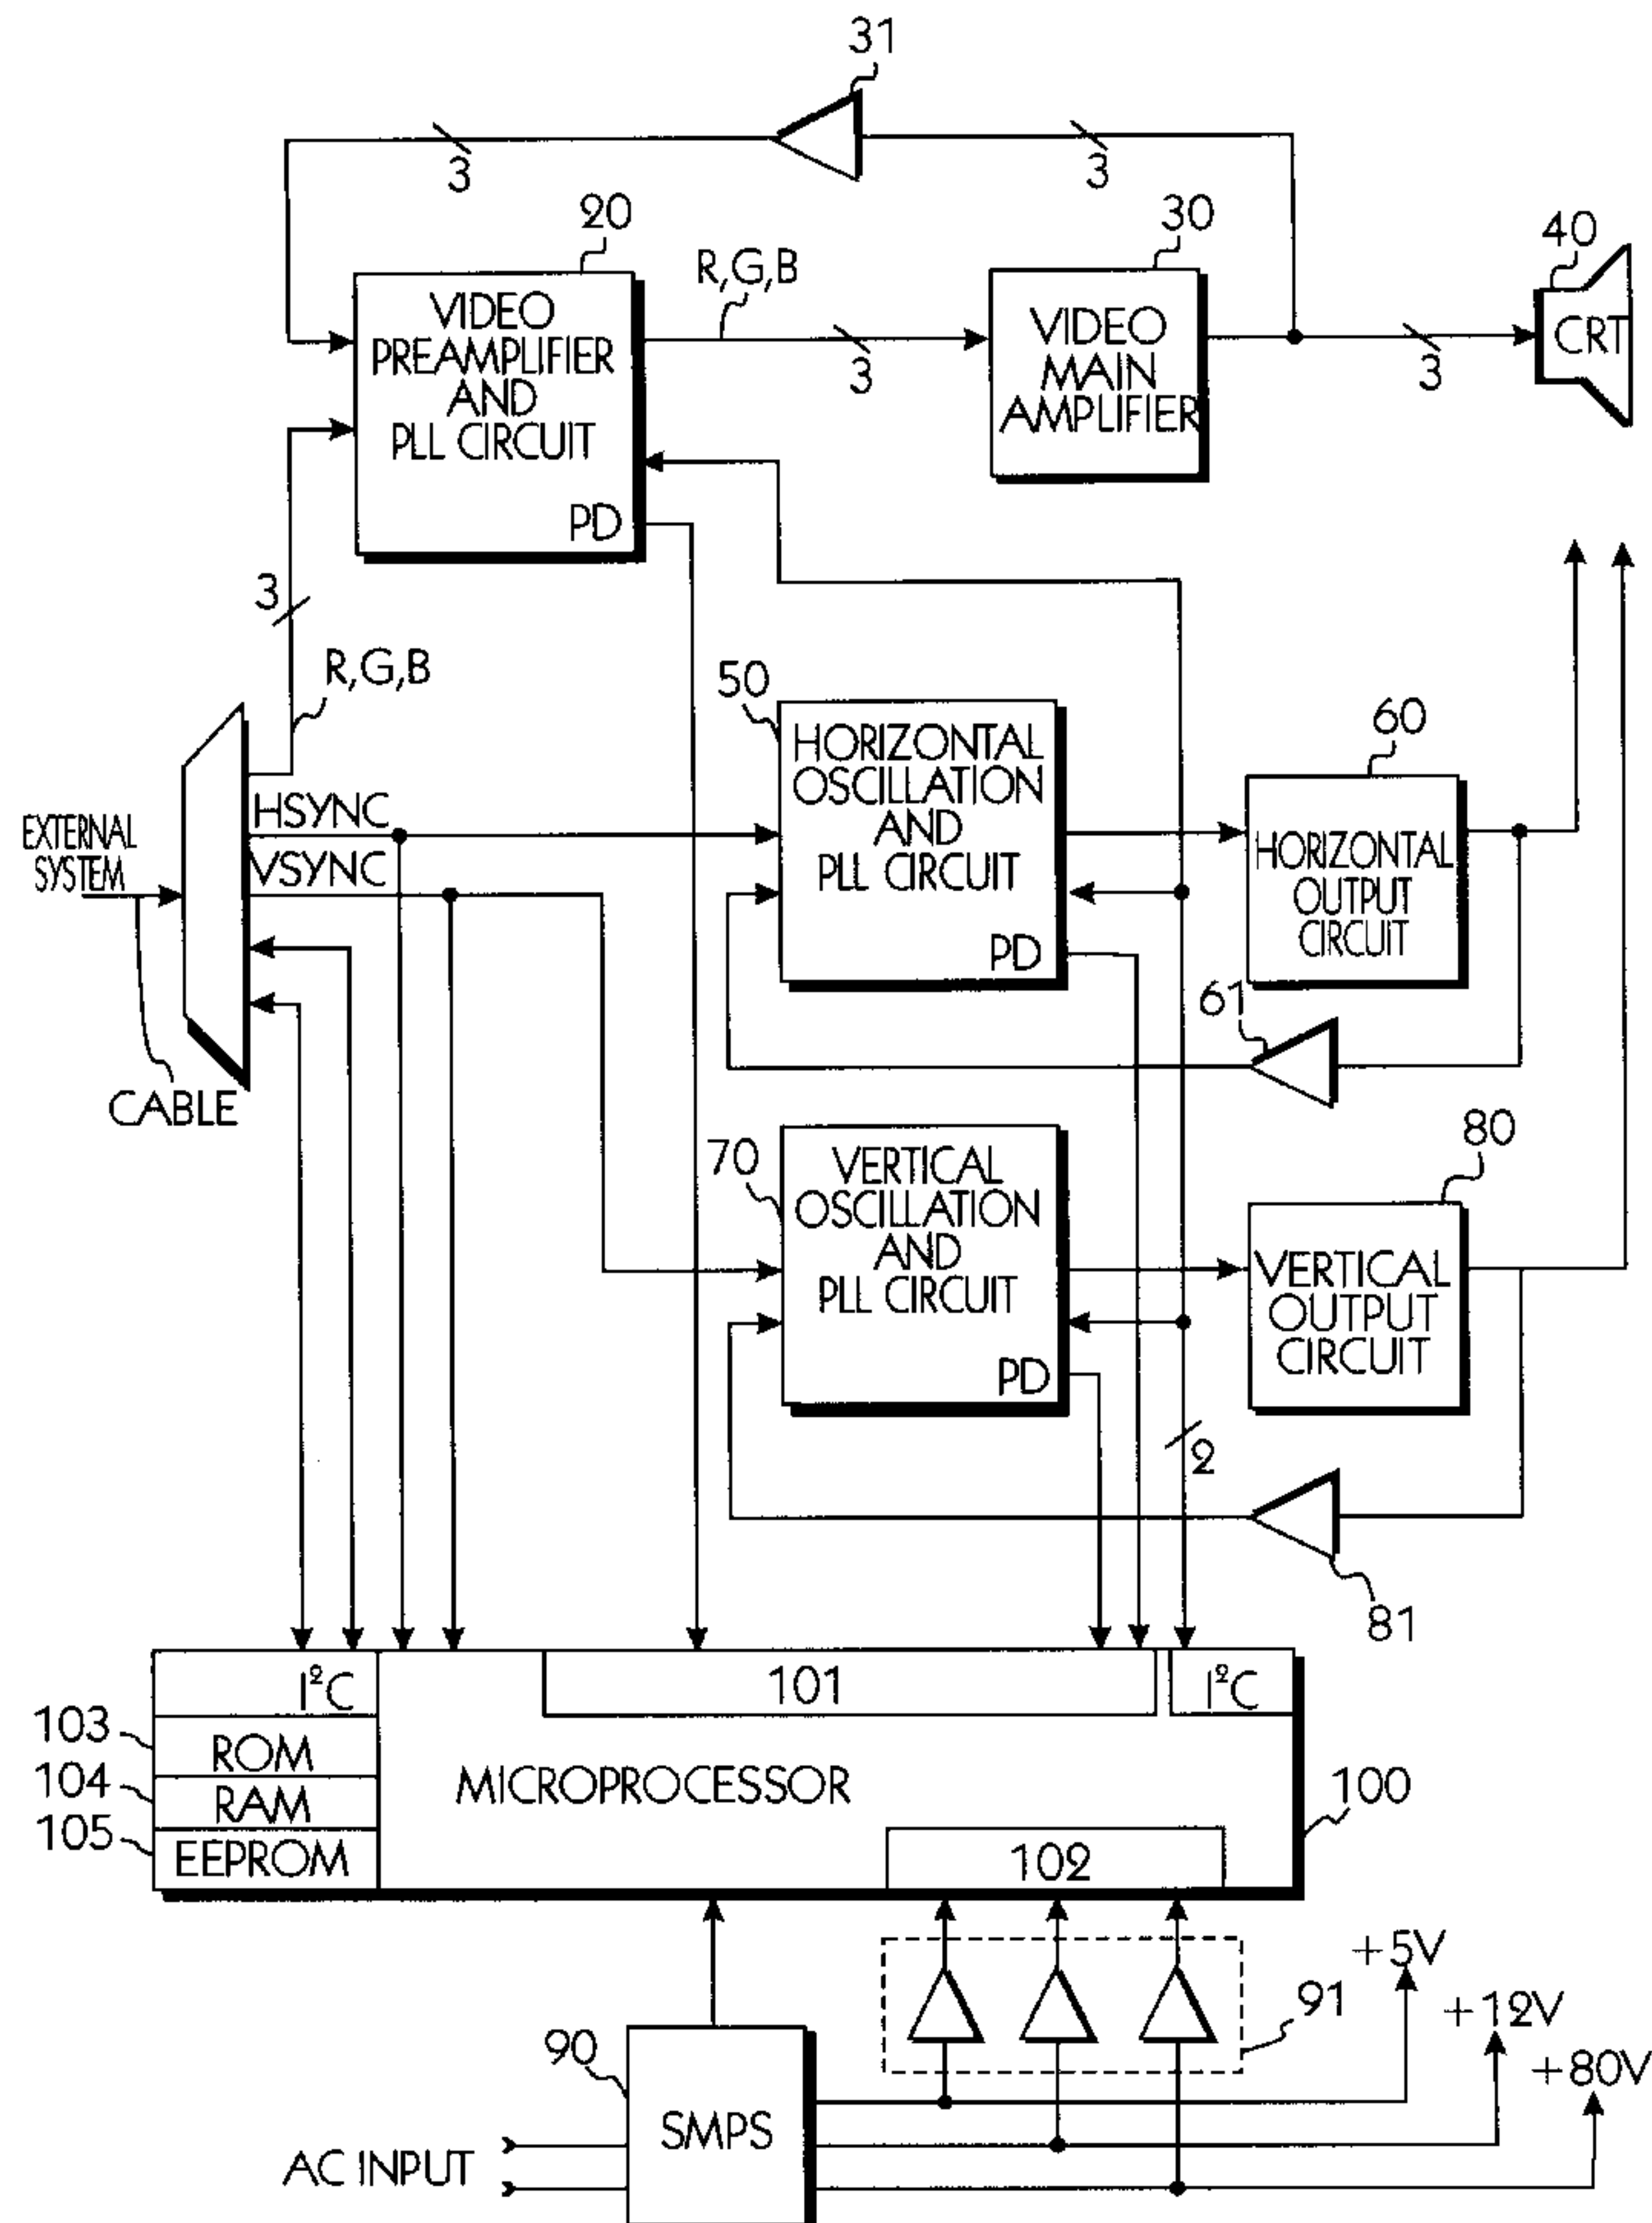 31
3
3
20
R,G,B
30
40
VIDEO
PREAMPLIFIER
AND
PLL CIRCUIT
PD
3
VIDEO
MAIN
AMPLIFIER
3
CRT
3
R,G,B
50
60
HORIZONTAL
OSCILLATION
AND
PLL CIRCUIT
PD
HSYNC
VSYNC
EXTERNAL
SYSTEM
HORIZONTAL
OUTPUT
CIRCUIT
61
CABLE
70
80
VERTICAL
OSCILLATION
AND
PLL CIRCUIT
PD
VERTICAL
OUTPUT
CIRCUIT
2
81
I²C
101
I²C
103
ROM
104
RAM
MICROPROCESSOR
100
105
EEPROM
102
+5V
91
+12V
90
+80V
SMPS
AC INPUT